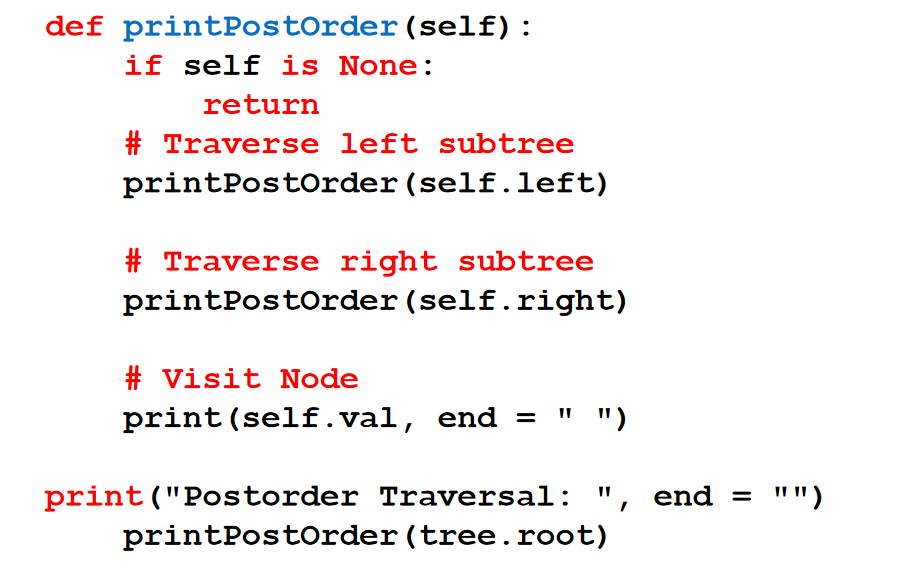 def printPostOrder(self):
    if self is None:
        return
    # Traverse left subtree
    printPostOrder(self.left)

    # Traverse right subtree
    printPostOrder(self.right)

    # Visit Node
    print(self.val, end = " ")

print("Postorder Traversal: ", end = "")
    printPostOrder(tree.root)